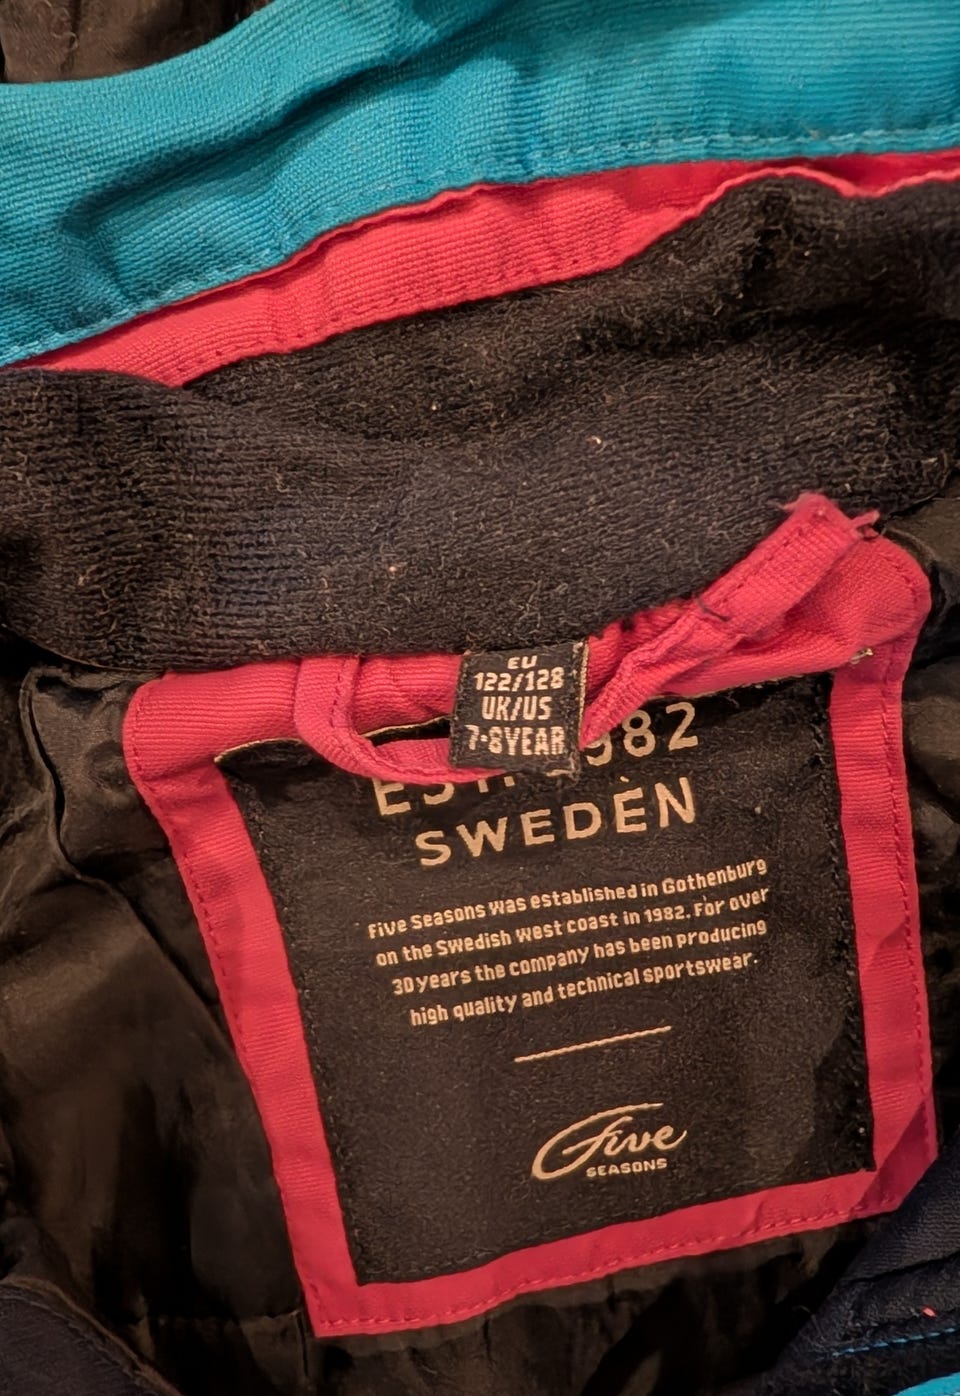 EU
122/128
UK/US
7-8YEAR
1982
SWEDEN
Five Seasons was established in Gothenburg
on the Swedish west coast in 1982. For over
30 years the company has been producing
high quality and technical sportswear.
Five
SEASONS